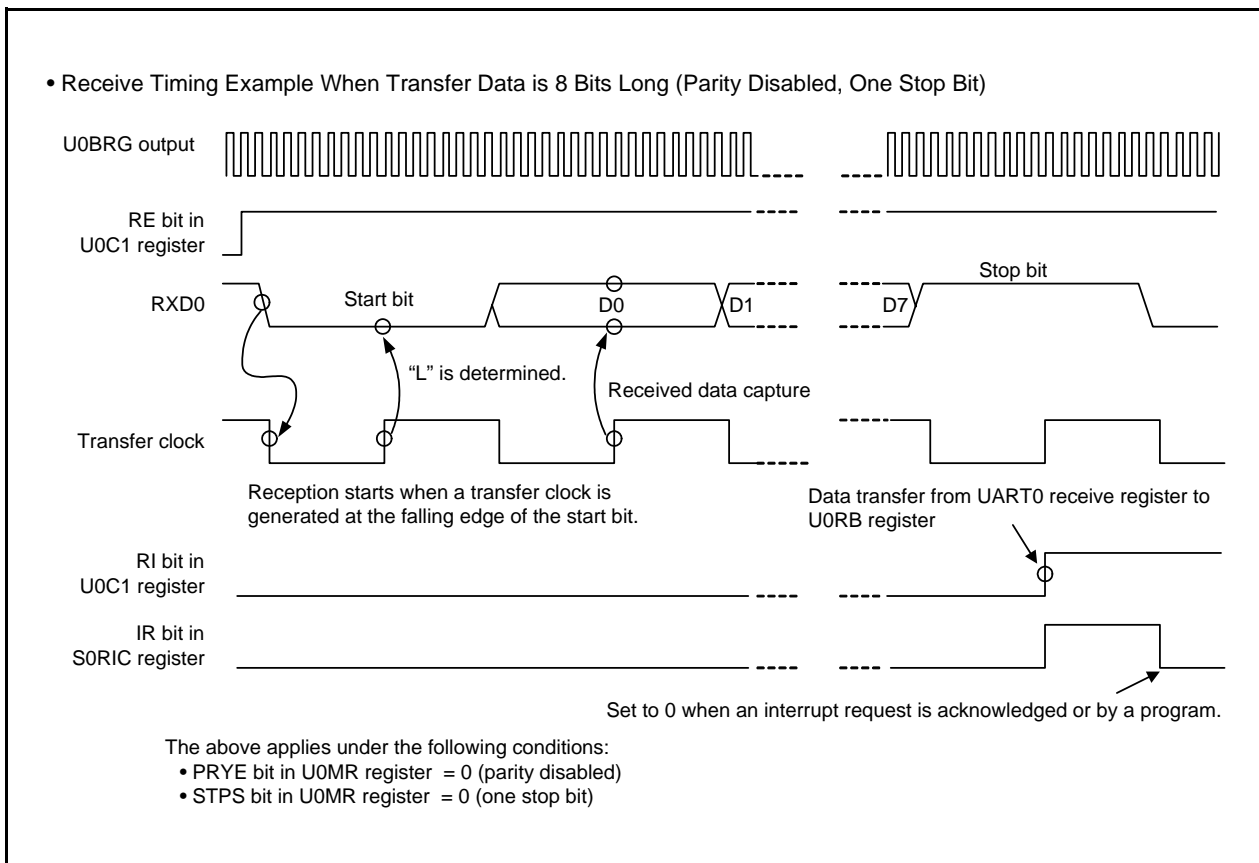 • Receive Timing Example When Transfer Data is 8 Bits Long (Parity Disabled, One Stop Bit)
U0BRG output
RE bit in
U0C1 register
RXD0
Start bit
D0
D1
D7
Stop bit
“L” is determined.
Received data capture
Transfer clock
Reception starts when a transfer clock is
generated at the falling edge of the start bit.
Data transfer from UART0 receive register to
U0RB register
RI bit in
U0C1 register
IR bit in
S0RIC register
Set to 0 when an interrupt request is acknowledged or by a program.
The above applies under the following conditions:
• PRYE bit in U0MR register = 0 (parity disabled)
• STPS bit in U0MR register = 0 (one stop bit)